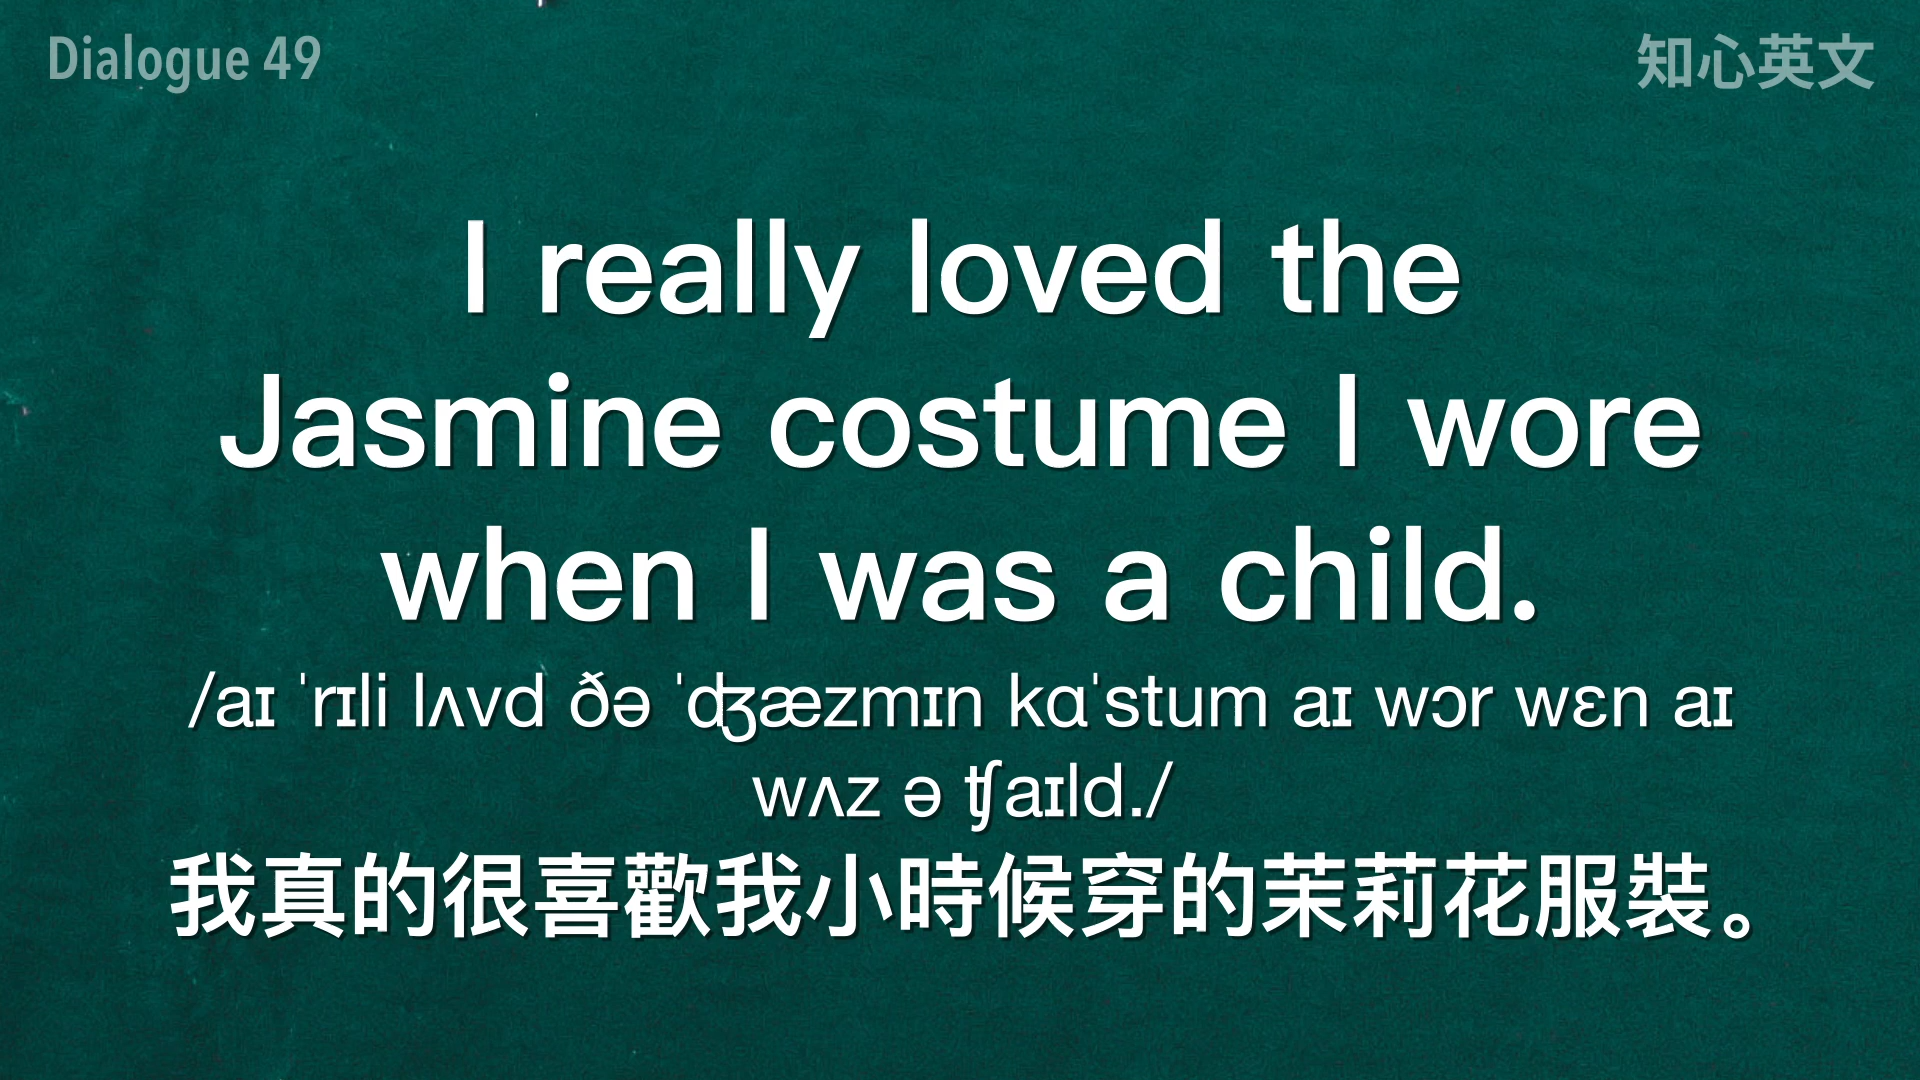 Dialogue 49
知心英文
I really loved the
Jasmine costume I wore
when I was a child.
/aɪ ˈrɪli lʌvd ðə ˈʤæzmɪn kɑˈstum aɪ wɔr wɛn aɪ
wʌz ə ʧaɪld./
我真的很喜歡我小時候穿的茉莉花服裝。